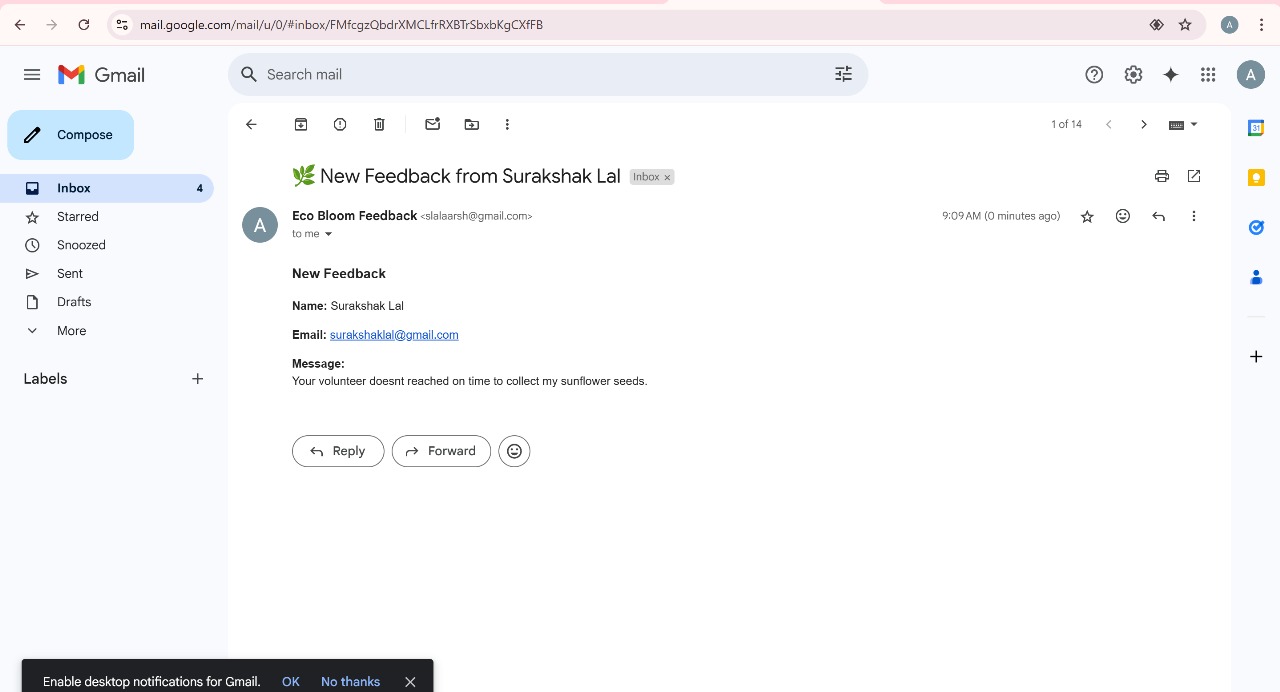 mail.google.com/mail/u/0/#inbox/FMfcgzQbdrXMCLfrRXBTrSbxbKgCXfFB
A
Gmail
Search mail
A
Compose
1 of 14
🌿 New Feedback from Surakshak Lal Inbox ×
Inbox 4
Starred
Snoozed
Sent
Drafts
More
Labels
A
Eco Bloom Feedback <slalaarsh@gmail.com>
9:09 AM (0 minutes ago)
to me
New Feedback
Name: Surakshak Lal
Email: surakshaklal@gmail.com
Message:
Your volunteer doesnt reached on time to collect my sunflower seeds.
Reply Forward
31
Enable desktop notifications for Gmail. OK No thanks